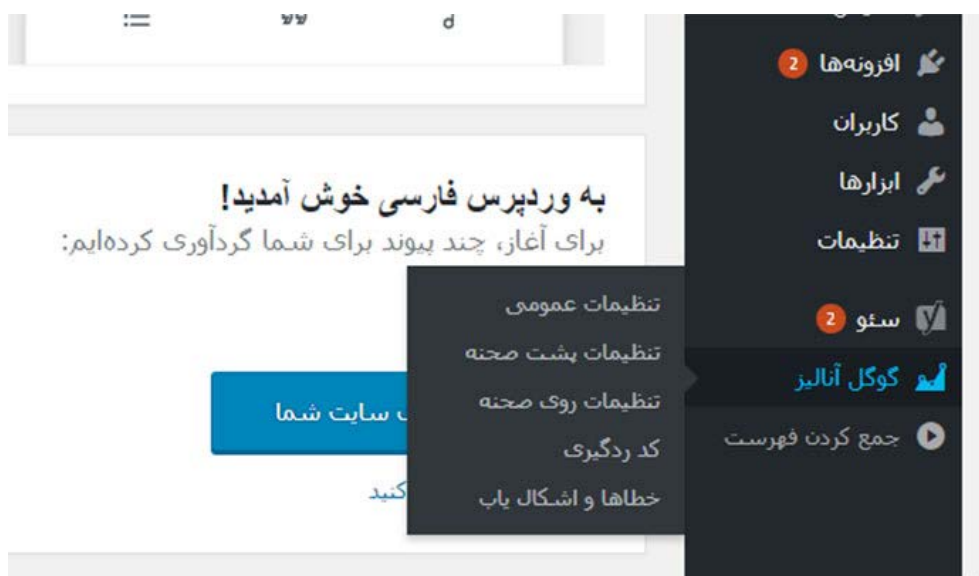 افزونه‌ها 2
کاربران
ابزارها
تنظیمات
سئو 2
گوگل آنالیز
جمع کردن فهرست
تنظیمات عمومی
تنظیمات پشت صحنه
تنظیمات روی صحنه
کد ردگیری
خطاها و اشکال یاب
به وردپرس فارسی خوش آمدید!
برای آغاز، چند پیوند برای شما گردآوری کرده‌ایم:
سایت شما
کنید